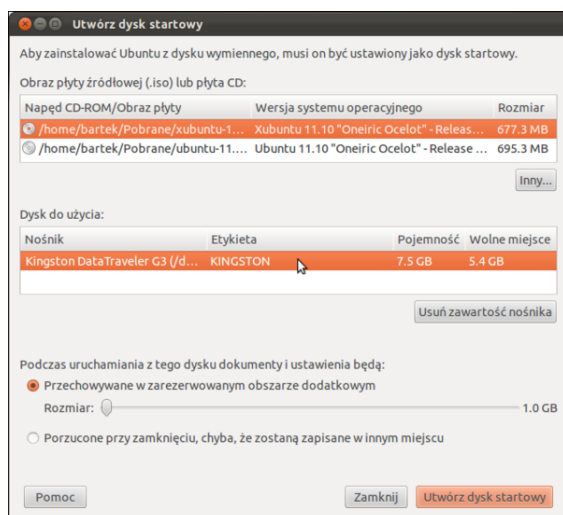 Utwórz dysk startowy
Aby zainstalować Ubuntu z dysku wymiennego, musi on być ustawiony jako dysk startowy.
Obraz płyty źródłowej (.iso) lub płyta CD:
Napęd CD-ROM/Obraz płyty Wersja systemu operacyjnego Rozmiar
/home/bartek/Pobrane/xubuntu-1... Xubuntu 11.10 "Oneiric Ocelot" - Releas... 677.3 MB
/home/bartek/Pobrane/ubuntu-11.... Ubuntu 11.10 "Oneiric Ocelot" - Release ... 695.3 MB
Inny...
Dysk do użycia:
Nośnik Etykieta Pojemność Wolne miejsce
Kingston DataTraveler G3 (/d... KINGSTON 7.5 GB 5.4 GB
Usuń zawartość nośnika
Podczas uruchamiania z tego dysku dokumenty i ustawienia będą:
Przechowywane w zarezerwowanym obszarze dodatkowym
Rozmiar: 1.0 GB
Porzucone przy zamknięciu, chyba, że zostaną zapisane w innym miejscu
Pomoc Zamknij Utwórz dysk startowy